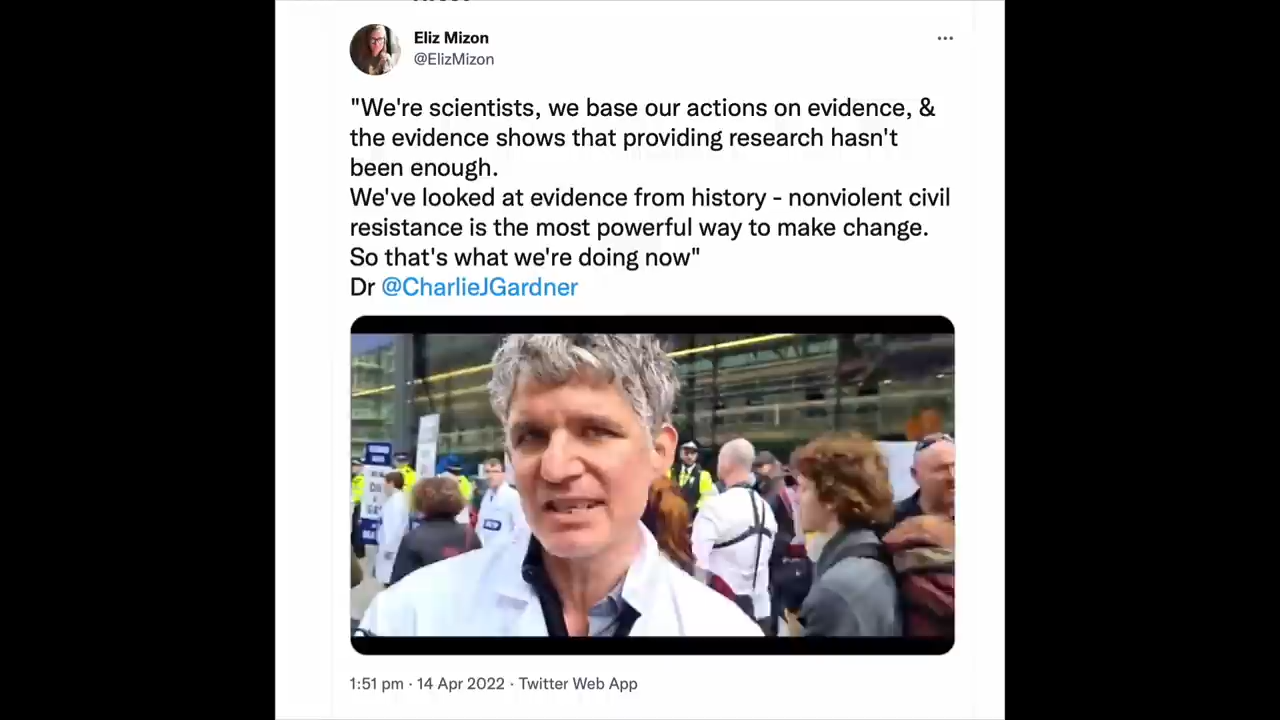 Eliz Mizon
@ElizMizon
"We're scientists, we base our actions on evidence, &
the evidence shows that providing research hasn't
been enough.
We've looked at evidence from history - nonviolent civil
resistance is the most powerful way to make change.
So that's what we're doing now"
Dr @CharlieJGardner
1:51 pm · 14 Apr 2022 · Twitter Web App